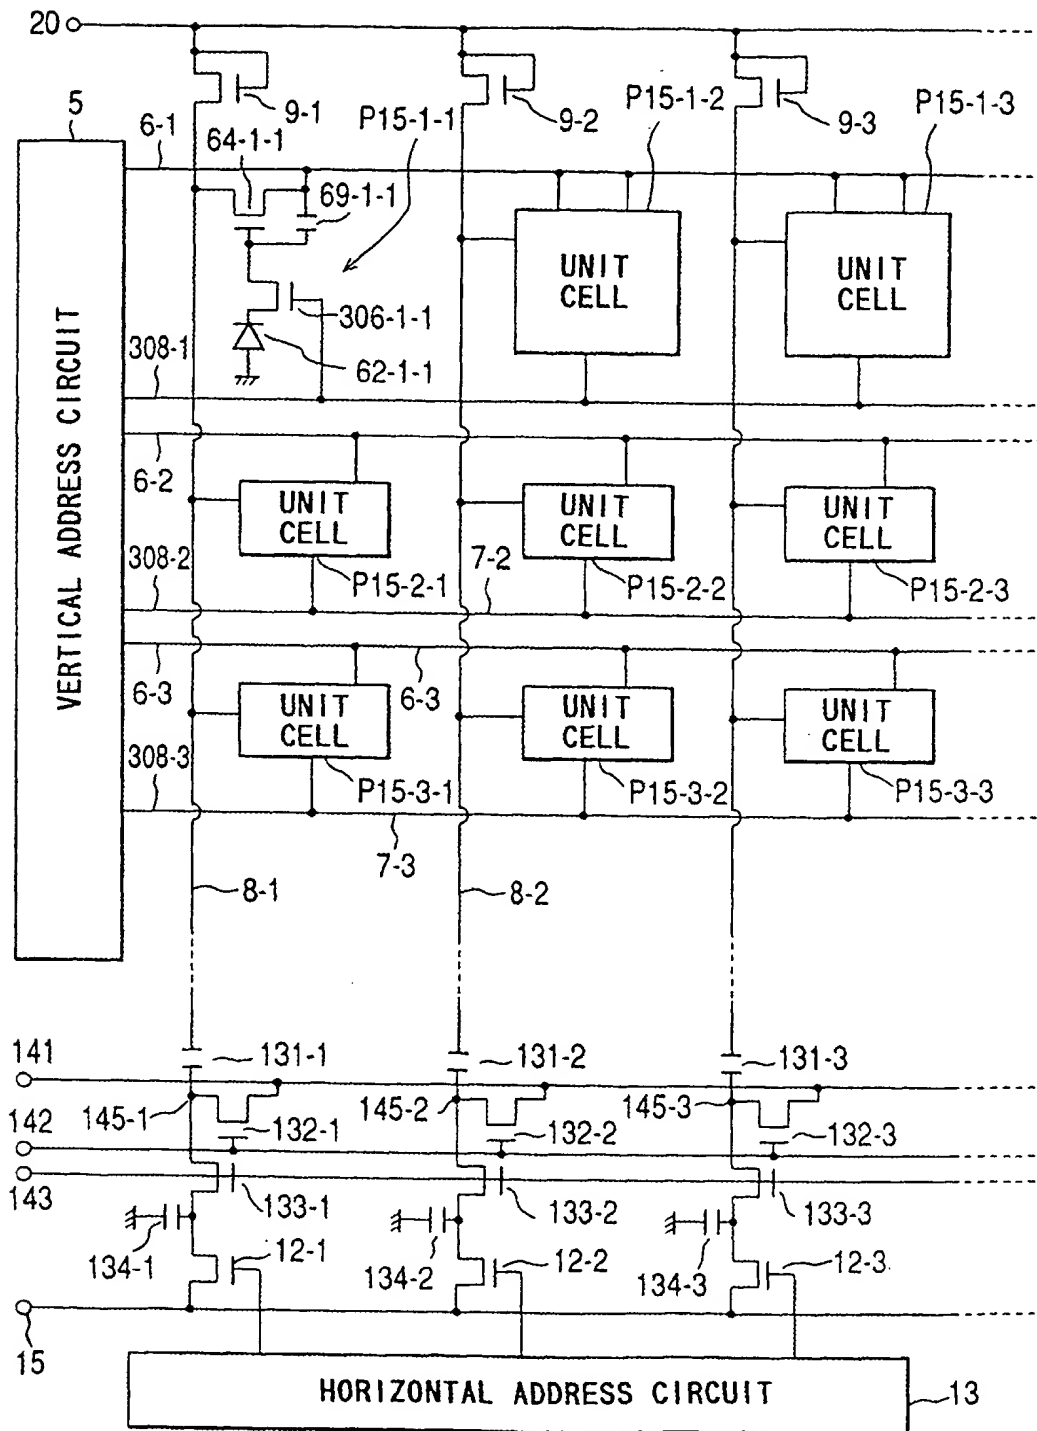 20
5
6-1
9-1
64-1-1
P15-1-1
9-2
P15-1-2
9-3
P15-1-3
69-1-1
UNIT
CELL
UNIT
CELL
306-1-1
308-1
62-1-1
VERTICAL ADDRESS CIRCUIT
6-2
UNIT
CELL
UNIT
CELL
UNIT
CELL
308-2
P15-2-1
7-2
P15-2-2
P15-2-3
6-3
6-3
UNIT
CELL
UNIT
CELL
UNIT
CELL
308-3
P15-3-1
P15-3-2
P15-3-3
7-3
8-1
8-2
141
131-1
131-2
131-3
145-1
145-2
145-3
142
132-1
132-2
132-3
143
133-1
133-2
133-3
134-1
12-1
134-2
12-2
134-3
12-3
15
HORIZONTAL ADDRESS CIRCUIT
13